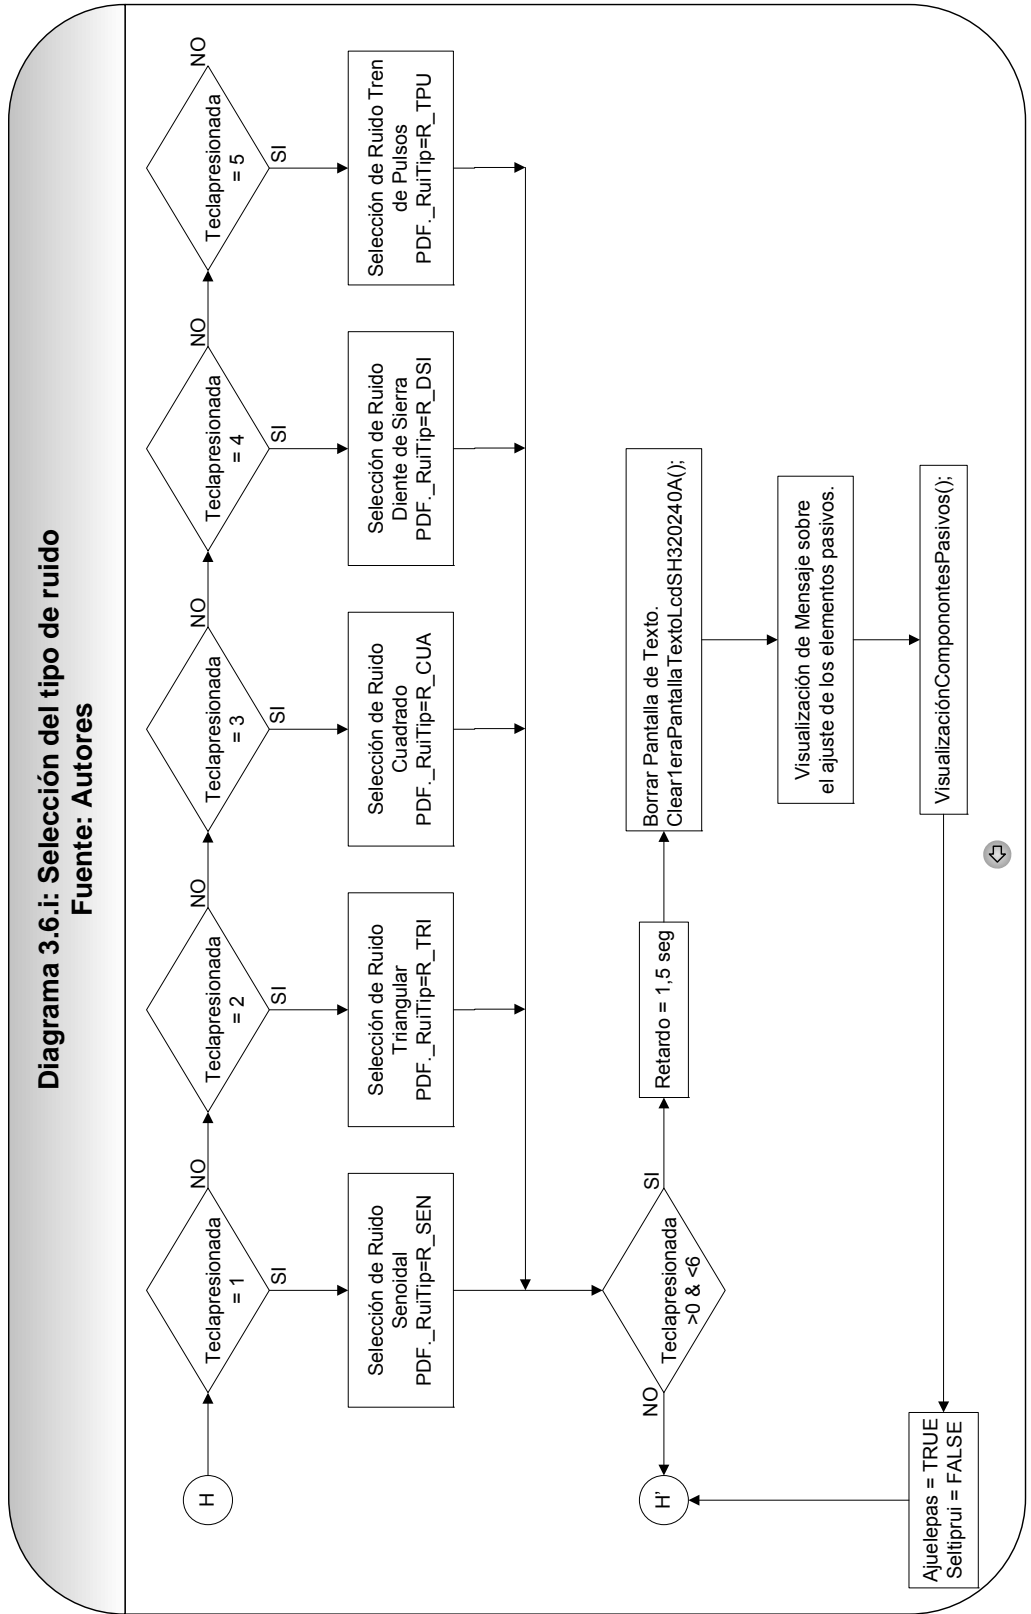 Diagrama 3.6.i: Selección del tipo de ruido
Fuente: Autores
H
Teclapresionada
= 1
NO
SI
Teclapresionada
= 2
NO
SI
Teclapresionada
= 3
NO
SI
Teclapresionada
= 4
NO
SI
Teclapresionada
= 5
NO
SI
Selección de Ruido
Senoidal
PDF._RuiTip=R_SEN
Selección de Ruido
Triangular
PDF._RuiTip=R_TRI
Selección de Ruido
Cuadrado
PDF._RuiTip=R_CUA
Selección de Ruido
Diente de Sierra
PDF._RuiTip=R_DSI
Selección de Ruido Tren
de Pulsos
PDF._RuiTip=R_TPU
H'
NO
Teclapresionada
>0 & <6
SI
Retardo = 1,5 seg
Borrar Pantalla de Texto.
Clear1eraPantallaTextoLcdSH320240A();
Visualización de Mensaje sobre
el ajuste de los elementos pasivos.
VisualizaciónComponontesPasivos();
Ajuelepas = TRUE
Seltiprui = FALSE